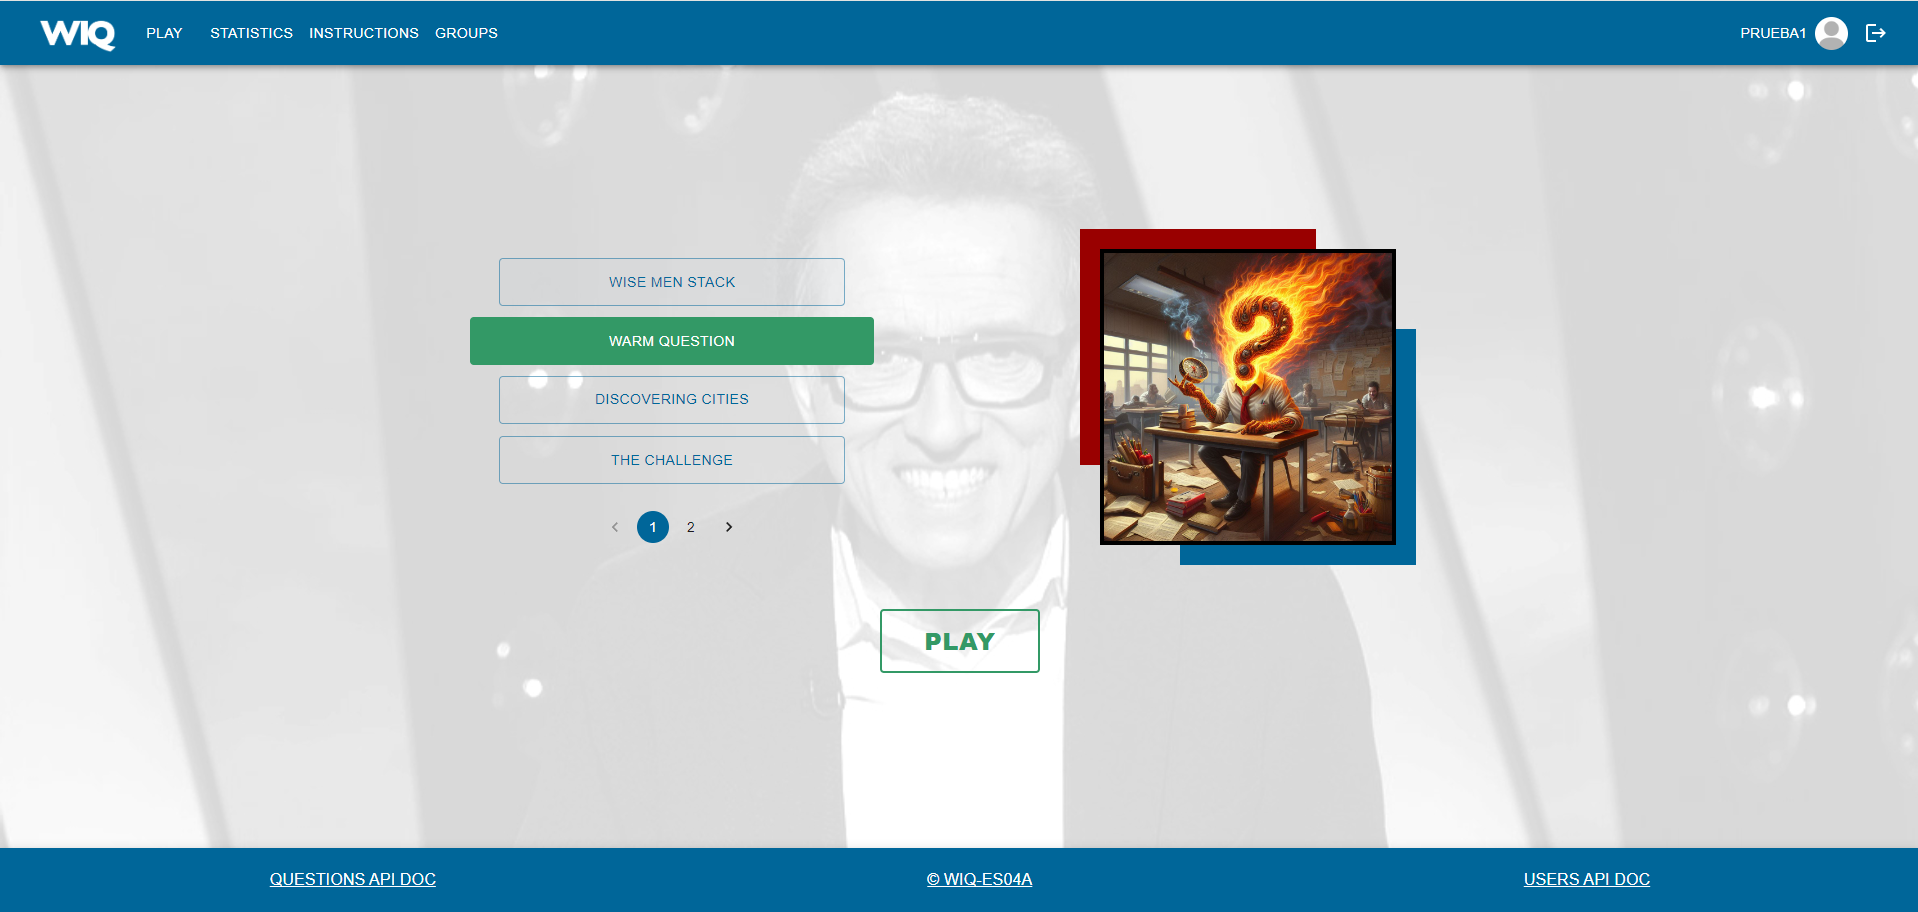 WIQ PLAY STATISTICS INSTRUCTIONS GROUPS PRUEBA1
WISE MEN STACK
WARM QUESTION
DISCOVERING CITIES
THE CHALLENGE
1 2
PLAY
QUESTIONS API DOC © WIQ-ES04A USERS API DOC